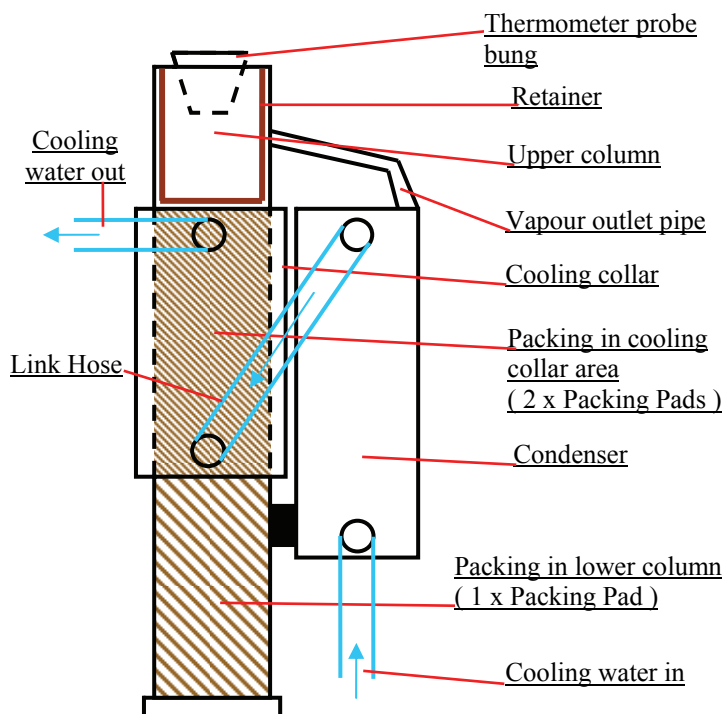 Thermometer probe
bung
Retainer
Cooling
water out
Upper column
Vapour outlet pipe
Cooling collar
Packing in cooling
collar area
( 2 x Packing Pads )
Link Hose
Condenser
Packing in lower column
( 1 x Packing Pad )
Cooling water in